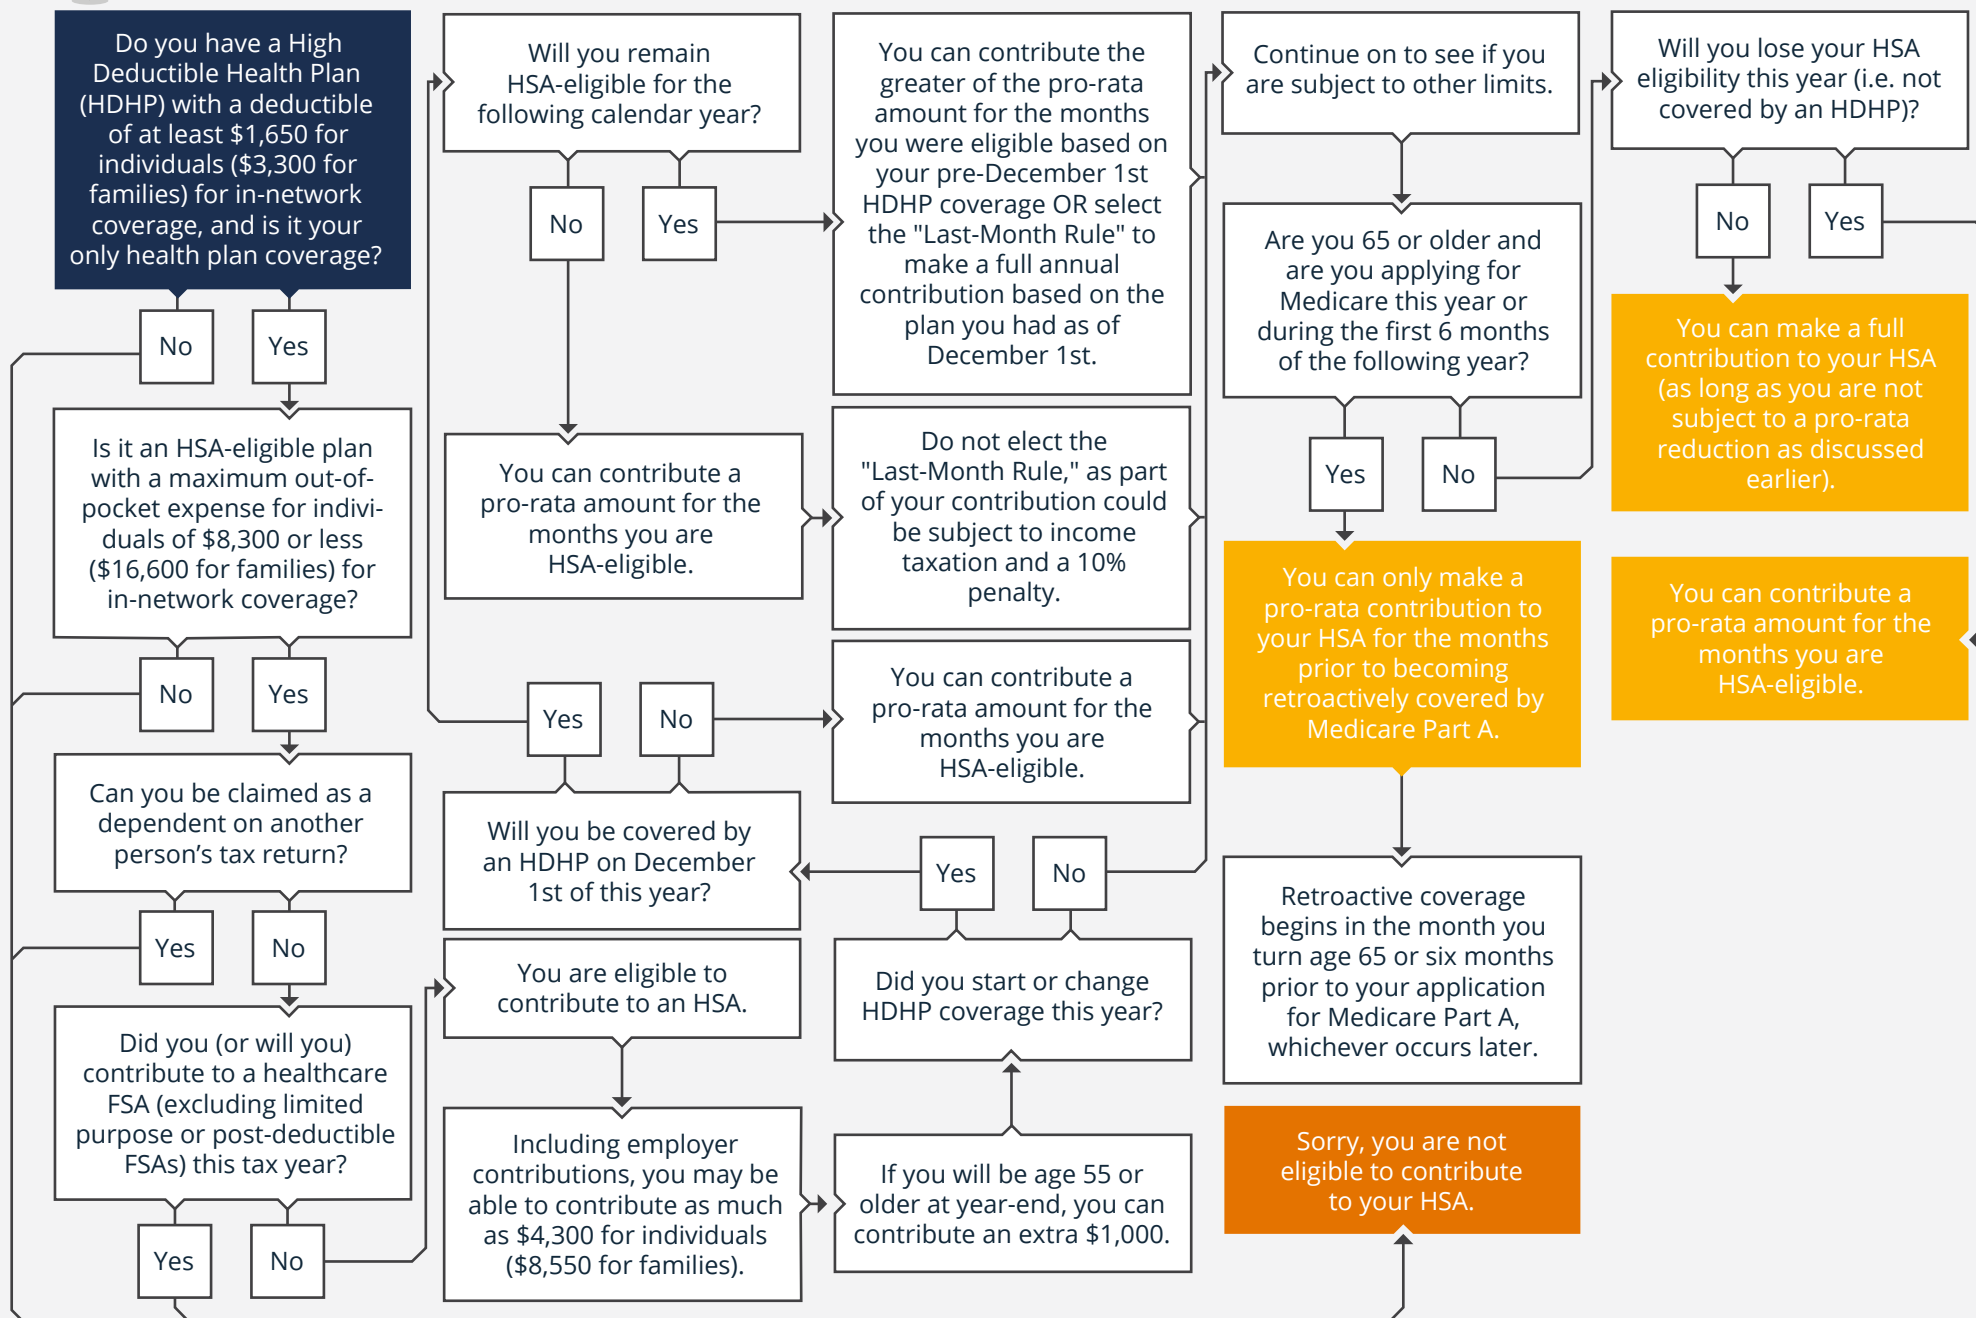 Do you have a High
Deductible Health Plan
(HDHP) with a deductible
of at least $1,650 for
individuals ($3,300 for
families) for in-network
coverage, and is it your
only health plan coverage?
No
Yes
Is it an HSA-eligible plan
with a maximum out-of-
pocket expense for indivi-
duals of $8,300 or less
($16,600 for families) for
in-network coverage?
No
Yes
Can you be claimed as a
dependent on another
person's tax return?
Yes
No
Did you (or will you)
contribute to a healthcare
FSA (excluding limited
purpose or post-deductible
FSAs) this tax year?
Yes
No
You are eligible to
contribute to an HSA.
Including employer
contributions, you may be
able to contribute as much
as $4,300 for individuals
($8,550 for families).
If you will be age 55 or
older at year-end, you can
contribute an extra $1,000.
Did you start or change
HDHP coverage this year?
Yes
No
Will you be covered by
an HDHP on December
1st of this year?
Yes
No
You can contribute a
pro-rata amount for the
months you are
HSA-eligible.
Will you remain
HSA-eligible for the
following calendar year?
No
Yes
You can contribute a
pro-rata amount for the
months you are
HSA-eligible.
Do not elect the
"Last-Month Rule," as part
of your contribution could
be subject to income
taxation and a 10%
penalty.
You can contribute the
greater of the pro-rata
amount for the months
you were eligible based on
your pre-December 1st
HDHP coverage OR select
the "Last-Month Rule" to
make a full annual
contribution based on the
plan you had as of
December 1st.
Continue on to see if you
are subject to other limits.
Are you 65 or older and
are you applying for
Medicare this year or
during the first 6 months
of the following year?
Yes
No
You can only make a
pro-rata contribution to
your HSA for the months
prior to becoming
retroactively covered by
Medicare Part A.
Retroactive coverage
begins in the month you
turn age 65 or six months
prior to your application
for Medicare Part A,
whichever occurs later.
Sorry, you are not
eligible to contribute
to your HSA.
Will you lose your HSA
eligibility this year (i.e. not
covered by an HDHP)?
No
Yes
You can make a full
contribution to your HSA
(as long as you are not
subject to a pro-rata
reduction as discussed
earlier).
You can contribute a
pro-rata amount for the
months you are
HSA-eligible.